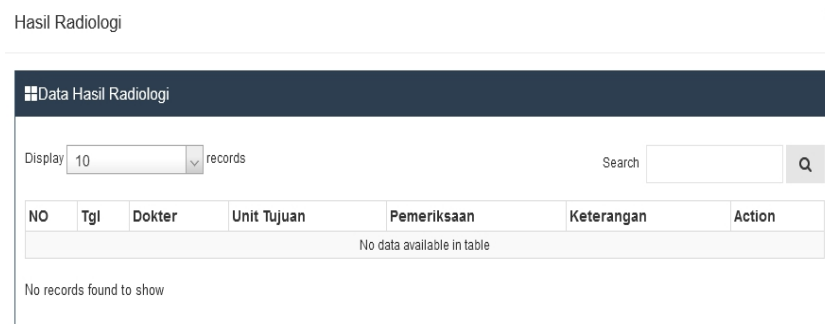 Hasil Radiologi
Data Hasil Radiologi
Display 10 records Search
NO Tgl Dokter Unit Tujuan Pemeriksaan Keterangan Action
No data available in table
No records found to show